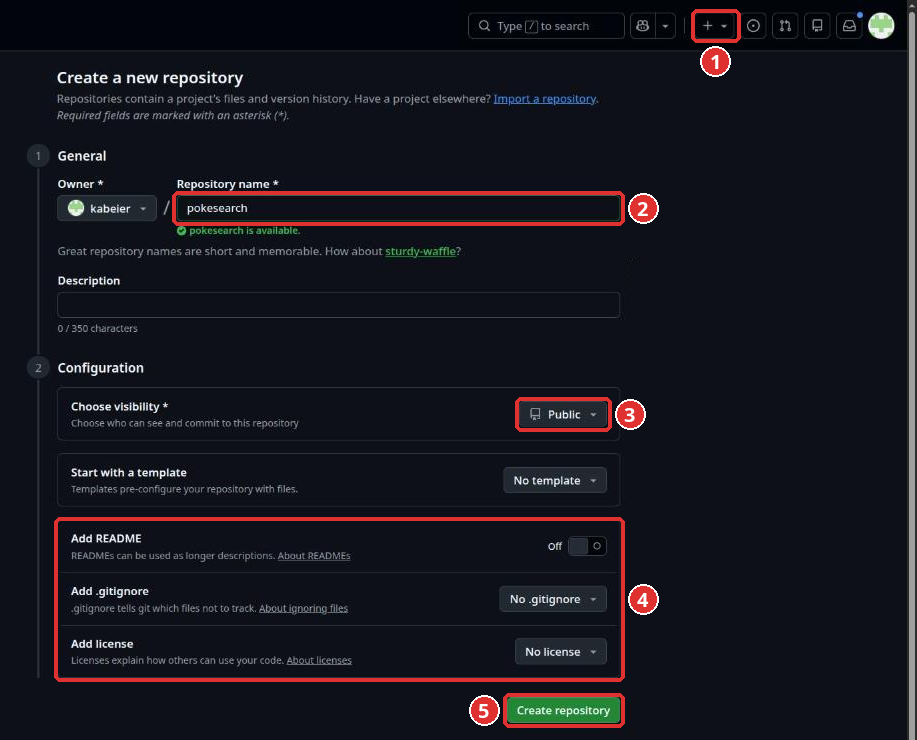 Type / to search
1
Create a new repository
Repositories contain a project's files and version history. Have a project elsewhere? Import a repository.
Required fields are marked with an asterisk (*).
1 General
Owner * Repository name *
kabeier / pokesearch 2
pokesearch is available.
Great repository names are short and memorable. How about sturdy-waffle?
Description
0 / 350 characters
2 Configuration
Choose visibility *
Choose who can see and commit to this repository
Public 3
Start with a template
Templates pre-configure your repository with files.
No template
Add README
READMEs can be used as longer descriptions. About READMEs
Off
Add .gitignore
.gitignore tells git which files not to track. About ignoring files
No .gitignore 4
Add license
Licenses explain how others can use your code. About licenses
No license
5 Create repository